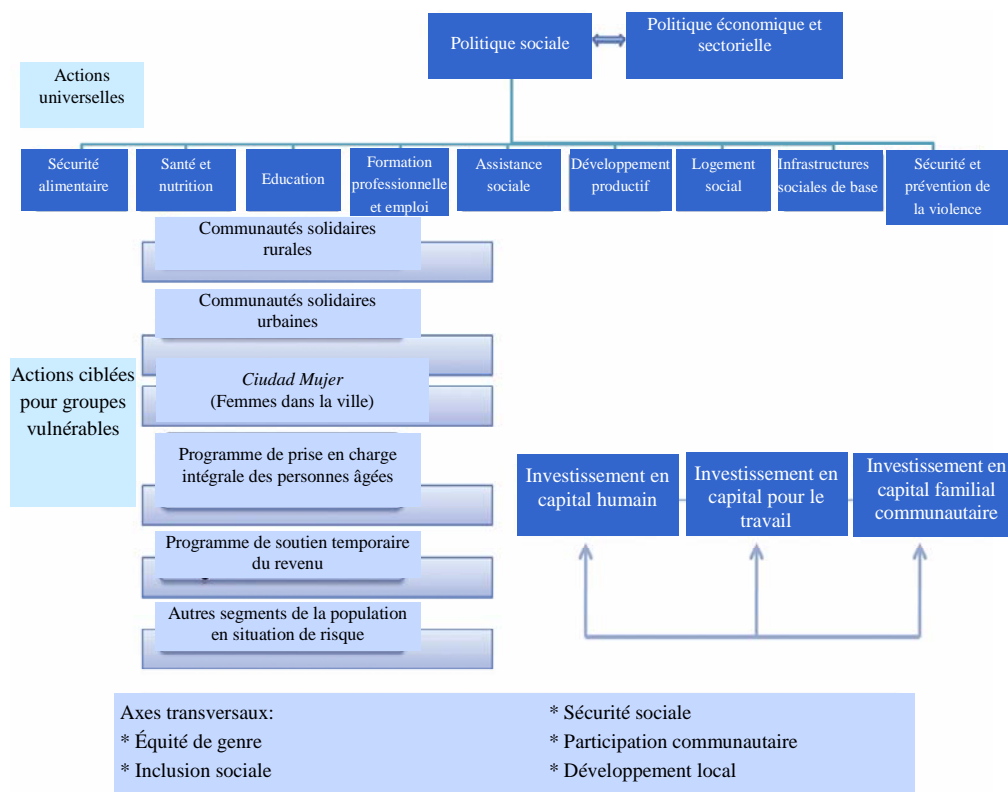 Politique sociale
Politique économique et
sectorielle
Actions
universelles
Sécurité
alimentaire
Santé et
nutrition
Education
Formation
professionnelle
et emploi
Assistance
sociale
Développement
productif
Logement
social
Infrastructures
sociales de base
Sécurité et
prévention de
la violence
Communautés solidaires
rurales
Communautés solidaires
urbaines
Actions ciblées
pour groupes
vulnérables
Ciudad Mujer
(Femmes dans la ville)
Programme de prise en charge
intégrale des personnes âgées
Programme de soutien temporaire
du revenu
Autres segments de la population
en situation de risque
Investissement en
capital humain
Investissement en
capital pour le
travail
Investissement en
capital familial
communautaire
Axes transversaux:
* Équité de genre
* Inclusion sociale
* Sécurité sociale
* Participation communautaire
* Développement local